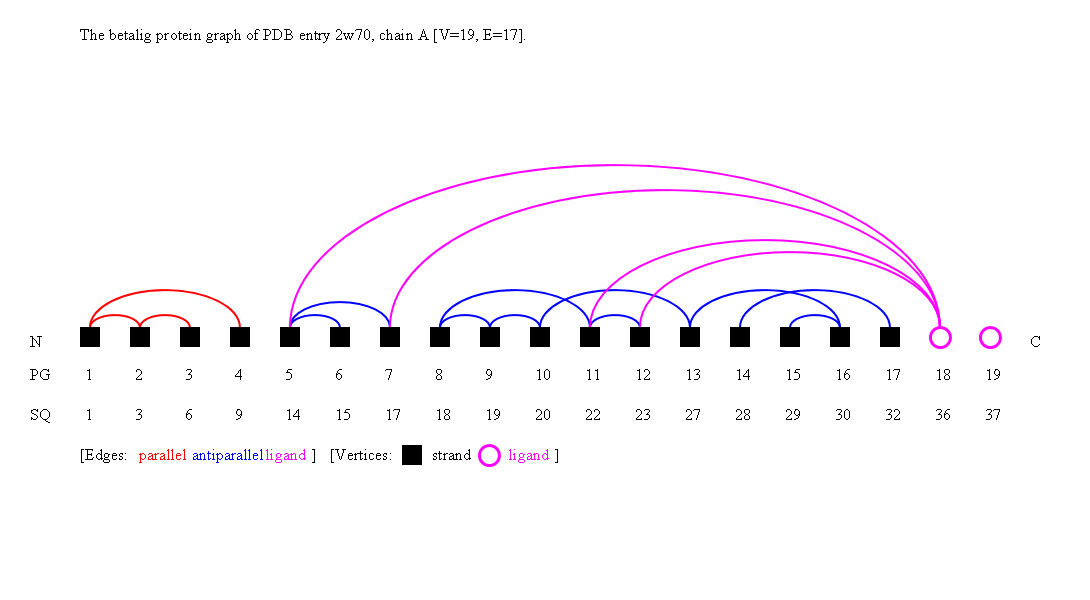 The betalig protein graph of PDB entry 2w70, chain A [V=19, E=17].
N C
PG 1 2 3 4 5 6 7 8 9 10 11 12 13 14 15 16 17 18 19
SQ 1 3 6 9 14 15 17 18 19 20 22 23 27 28 29 30 32 36 37
[Edges: parallel antiparallel ligand ] [Vertices: strand ligand ]